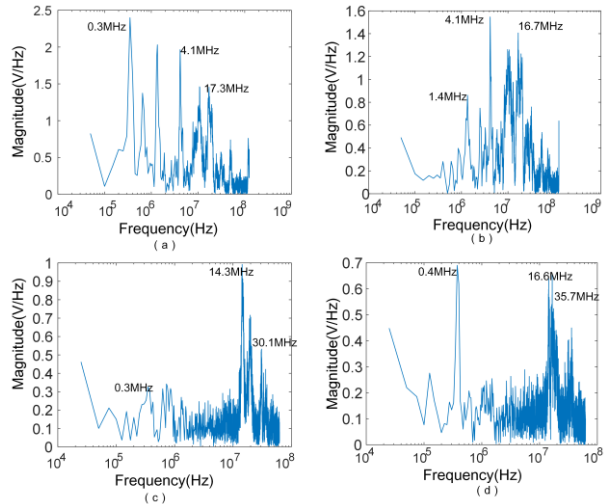 2.5
2
1.5
1
0.5
0
0.3MHz
4.1MHz
17.3MHz
10^4 10^5 10^6 10^7 10^8 10^9
Magnitude(V/Hz)
Frequency(Hz)
( a )
1.6
1.4
1.2
1
0.8
0.6
0.4
0.2
0
4.1MHz
16.7MHz
1.4MHz
10^4 10^5 10^6 10^7 10^8 10^9
Magnitude(V/Hz)
Frequency(Hz)
( b )
1
0.9
0.8
0.7
0.6
0.5
0.4
0.3
0.2
0.1
0
14.3MHz
30.1MHz
0.3MHz
10^4 10^5 10^6 10^7 10^8
Magnitude(V/Hz)
Frequency(Hz)
( c )
0.7
0.6
0.5
0.4
0.3
0.2
0.1
0
0.4MHz
16.6MHz
35.7MHz
10^4 10^5 10^6 10^7 10^8
Magnitude(V/Hz)
Frequency(Hz)
( d )